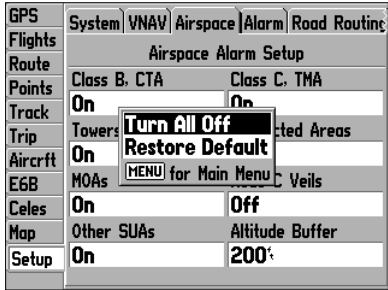 GPS
Flights
Route
Points
Track
Trip
Aircrft
E6B
Celes
Map
Setup
System VNAV Airspace Alarm Road Routing
Airspace Alarm Setup
Class B, CTA Class C, TMA
On On
Towers cted Areas
On
Turn All Off
Restore Default
MENU for Main Menu
MOAs C Veils
On Off
Other SUAs Altitude Buffer
On 200ft